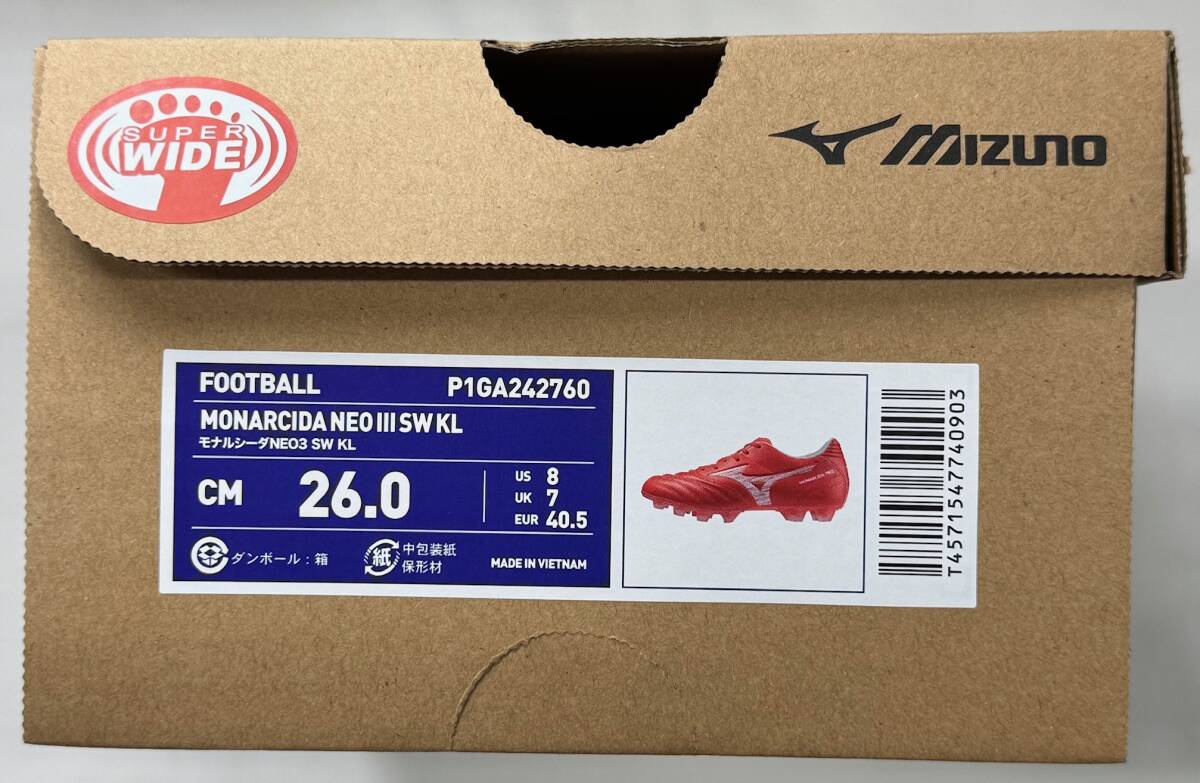 SUPER
WIDE
MIZUNO
FOOTBALL P1GA242760
MONARCIDA NEO III SW KL
モナルシーダNEO3 SW KL
CM 26.0
US 8
UK 7
EUR 40.5
ダンボール：箱
紙 中包装紙
保形材
MADE IN VIETNAM
T4571547740903